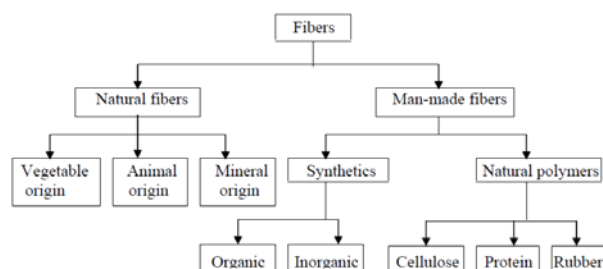 Fibers
Natural fibers
Man-made fibers
Vegetable
origin
Animal
origin
Mineral
origin
Synthetics
Natural polymers
Organic
Inorganic
Cellulose
Protein
Rubber